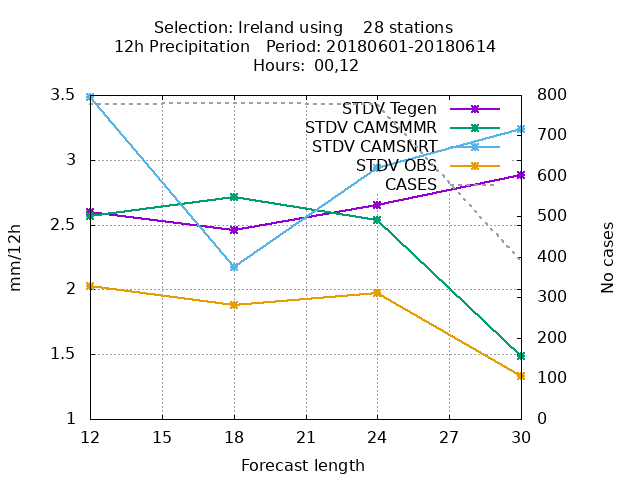 Selection: Ireland using    28 stations
12h Precipitation   Period: 20180601-20180614
Hours:  00,12
STDV Tegen
STDV CAMSMMR
STDV CAMSNRT
STDV OBS
CASES
3.5
3
2.5
2
1.5
1
mm/12h
800
700
600
500
400
300
200
100
0
No cases
12 15 18 21 24 27 30
Forecast length